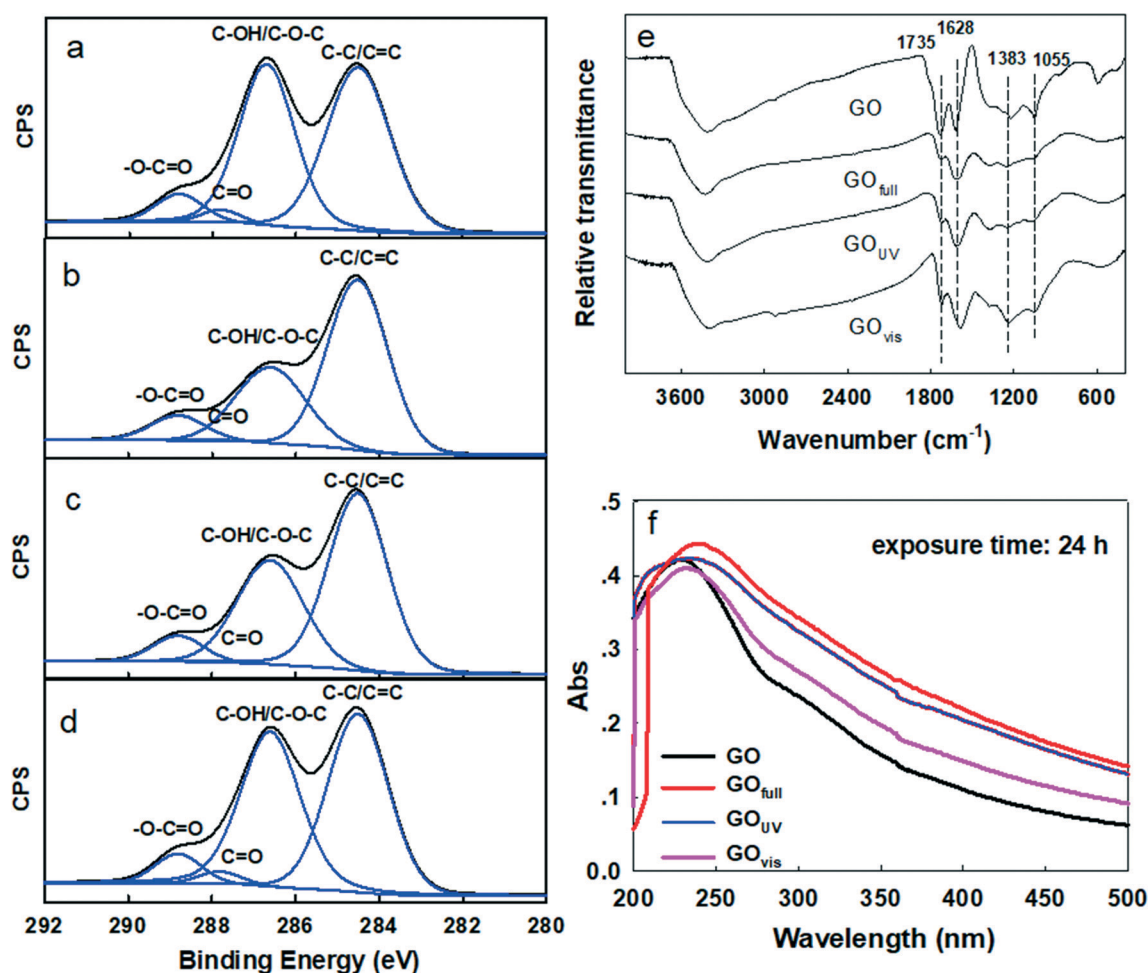 a
C-OH/C-O-C
C-C/C=C
-O-C=O
C=O
CPS
b
C-C/C=C
C-OH/C-O-C
-O-C=O
C=O
CPS
c
C-C/C=C
C-OH/C-O-C
-O-C=O
C=O
CPS
d
C-C/C=C
C-OH/C-O-C
-O-C=O
C=O
CPS
292 290 288 286 284 282 280
Binding Energy (eV)
e
1735 1628 1383 1055
GO
GOfull
GOUV
GOvis
Relative transmittance
3600 3000 2400 1800 1200 600
Wavenumber (cm-1)
f
exposure time: 24 h
.5
.4
.3
.2
.1
0.0
Abs
GO
GOfull
GOUV
GOvis
200 250 300 350 400 450 500
Wavelength (nm)